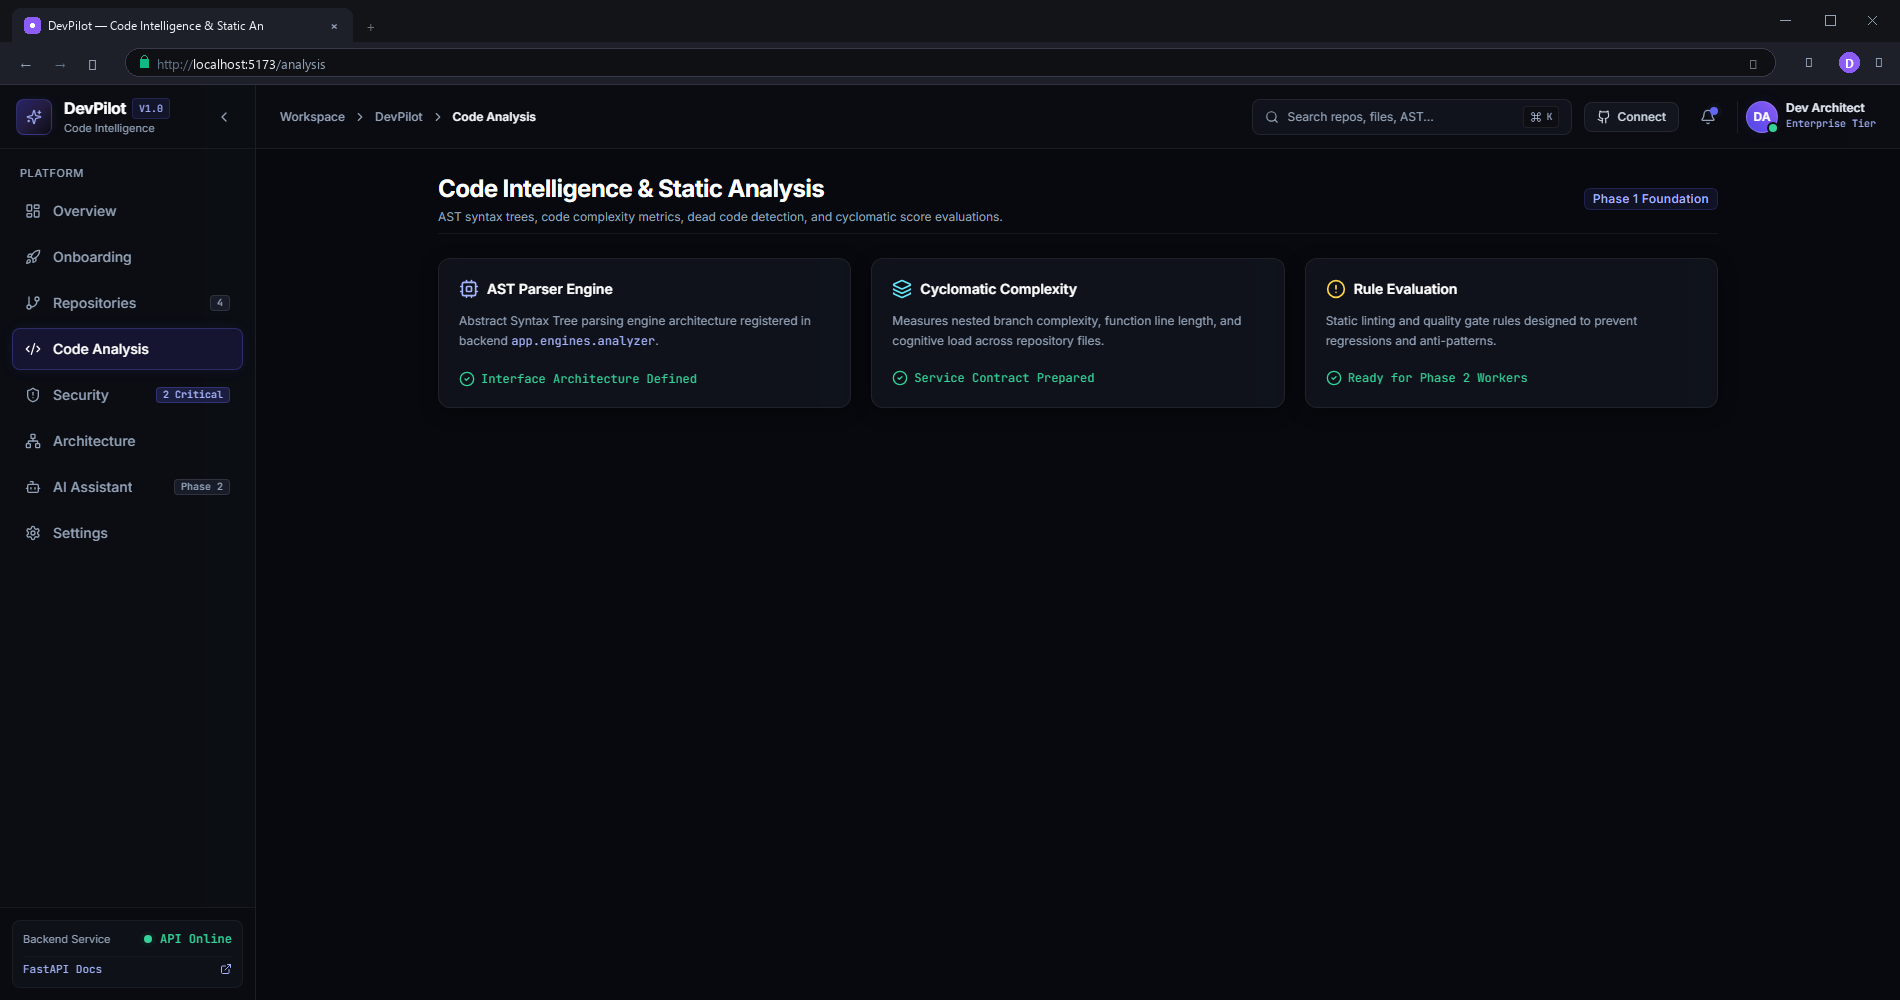 DevPilot — Code Intelligence & Static An
http://localhost:5173/analysis
D
DevPilot V1.0
Code Intelligence
Workspace DevPilot Code Analysis
Search repos, files, AST... ⌘ K
Connect
DA
Dev Architect
Enterprise Tier
PLATFORM
Overview
Onboarding
Repositories 4
Code Analysis
Security 2 Critical
Architecture
AI Assistant Phase 2
Settings
Code Intelligence & Static Analysis
AST syntax trees, code complexity metrics, dead code detection, and cyclomatic score evaluations.
Phase 1 Foundation
AST Parser Engine
Abstract Syntax Tree parsing engine architecture registered in
backend app.engines.analyzer.
Interface Architecture Defined
Cyclomatic Complexity
Measures nested branch complexity, function line length, and
cognitive load across repository files.
Service Contract Prepared
Rule Evaluation
Static linting and quality gate rules designed to prevent
regressions and anti-patterns.
Ready for Phase 2 Workers
Backend Service API Online
FastAPI Docs